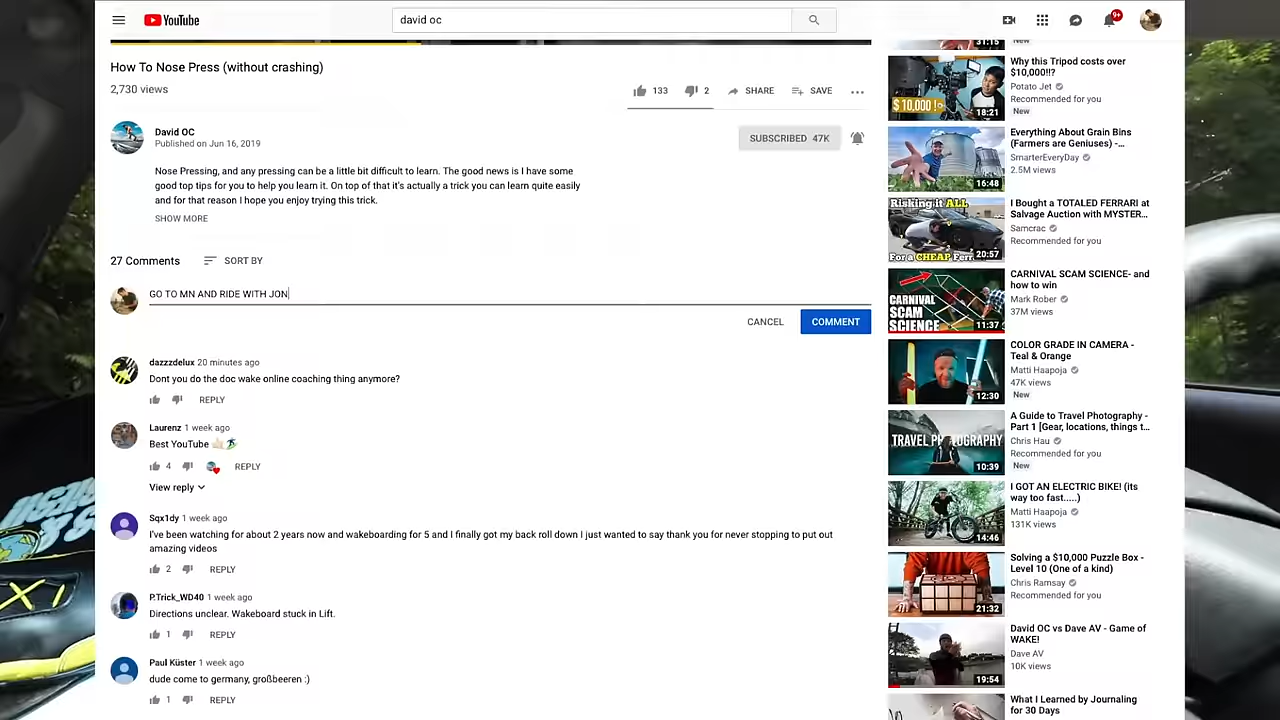 YouTube
david oc
9+
How To Nose Press (without crashing)
2,730 views
133
2
SHARE
SAVE
David OC
Published on Jun 16, 2019
SUBSCRIBED 47K
Nose Pressing, and any pressing can be a little bit difficult to learn. The good news is I have some
good top tips for you to help you learn it. On top of that it's actually a trick you can learn quite easily
and for that reason I hope you enjoy trying this trick.
SHOW MORE
27 Comments
SORT BY
GO TO MN AND RIDE WITH JON
CANCEL
COMMENT
dazzzdelux 20 minutes ago
Dont you do the doc wake online coaching thing anymore?
REPLY
Laurenz 1 week ago
Best YouTube
4
REPLY
View reply
Sqx1dy 1 week ago
I've been watching for about 2 years now and wakeboarding for 5 and I finally got my back roll down I just wanted to say thank you for never stopping to put out
amazing videos
2
REPLY
P.Trick_WD40 1 week ago
Directions unclear. Wakeboard stuck in Lift.
1
REPLY
Paul Küster 1 week ago
dude come to germany, großbeeren :)
1
REPLY
31:15
New
$10,000!
18:21
Why this Tripod costs over
$10,000!!?
Potato Jet
Recommended for you
New
16:48
Everything About Grain Bins
(Farmers are Geniuses) -...
SmarterEveryDay
2.5M views
Risking it ALL
For a CHEAP Ferr
20:57
I Bought a TOTALED FERRARI at
Salvage Auction with MYSTER...
Samcrac
Recommended for you
CARNIVAL
SCAM
SCIENCE
11:37
CARNIVAL SCAM SCIENCE- and
how to win
Mark Rober
37M views
12:30
COLOR GRADE IN CAMERA -
Teal & Orange
Matti Haapoja
47K views
New
TRAVEL PHOTOGRAPHY
10:39
A Guide to Travel Photography -
Part 1 [Gear, locations, things t...
Chris Hau
Recommended for you
New
14:46
I GOT AN ELECTRIC BIKE! (its
way too fast.....)
Matti Haapoja
131K views
21:32
Solving a $10,000 Puzzle Box -
Level 10 (One of a kind)
Chris Ramsay
Recommended for you
19:54
David OC vs Dave AV - Game of
WAKE!
Dave AV
10K views
What I Learned by Journaling
for 30 Days